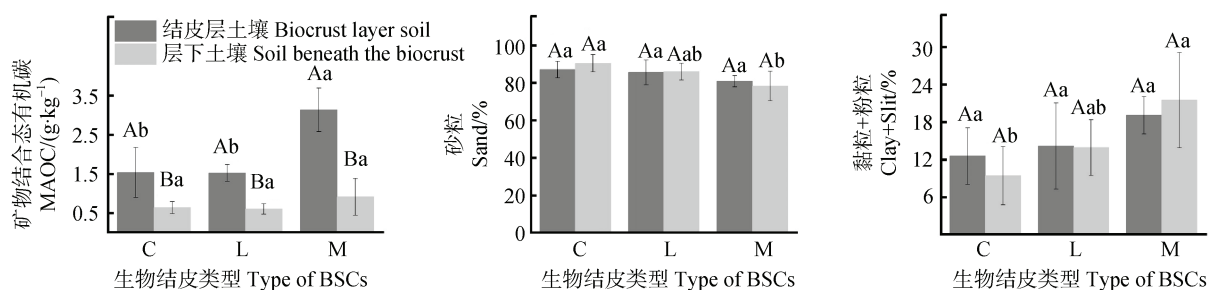 结皮层土壤 Biocrust layer soil
层下土壤 Soil beneath the biocrust
矿物结合态有机碳
MAOC/(g·kg⁻¹)
3.5
2.5
1.5
0.5
Ab
Ba
Ab
Ba
Aa
Ba
C
L
M
生物结皮类型 Type of BSCs
砂粒
Sand/%
100
80
60
40
20
0
Aa
Aa
Aa
Aab
Aa
Ab
C
L
M
生物结皮类型 Type of BSCs
黏粒+粉粒
Clay+Slit/%
30
24
18
12
6
Aa
Ab
Aa
Aab
Aa
Aa
C
L
M
生物结皮类型 Type of BSCs